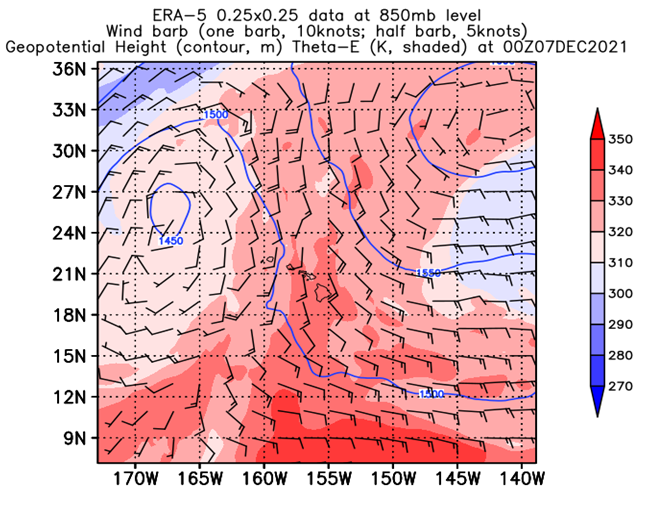 ERA-5 0.25x0.25 data at 850mb level
Wind barb (one barb, 10knots; half barb, 5knots)
Geopotential Height (contour, m) Theta-E (K, shaded) at 00Z07DEC2021
36N
33N
30N
27N
24N
21N
18N
15N
12N
9N
1500
1450
1550
1500
170W 165W 160W 155W 150W 145W 140W
350
340
330
320
310
300
290
280
270